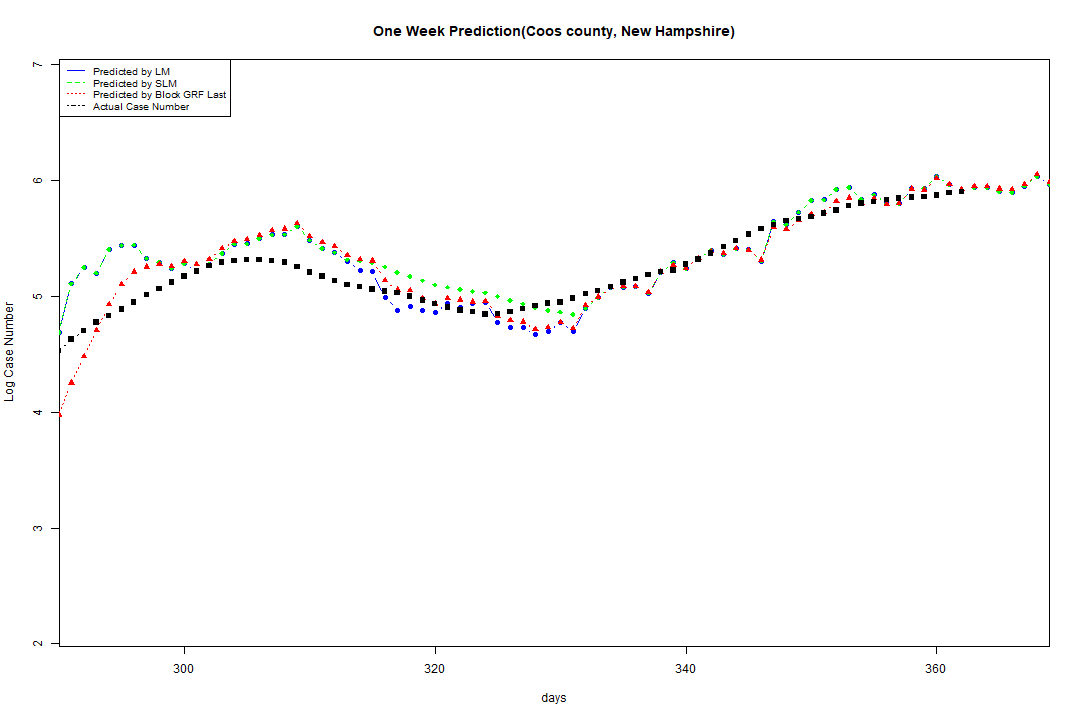 One Week Prediction(Coos county, New Hampshire)
Predicted by LM
Predicted by SLM
Predicted by Block GRF Last
Actual Case Number
7
6
5
4
3
2
Log Case Number
300 320 340 360
days